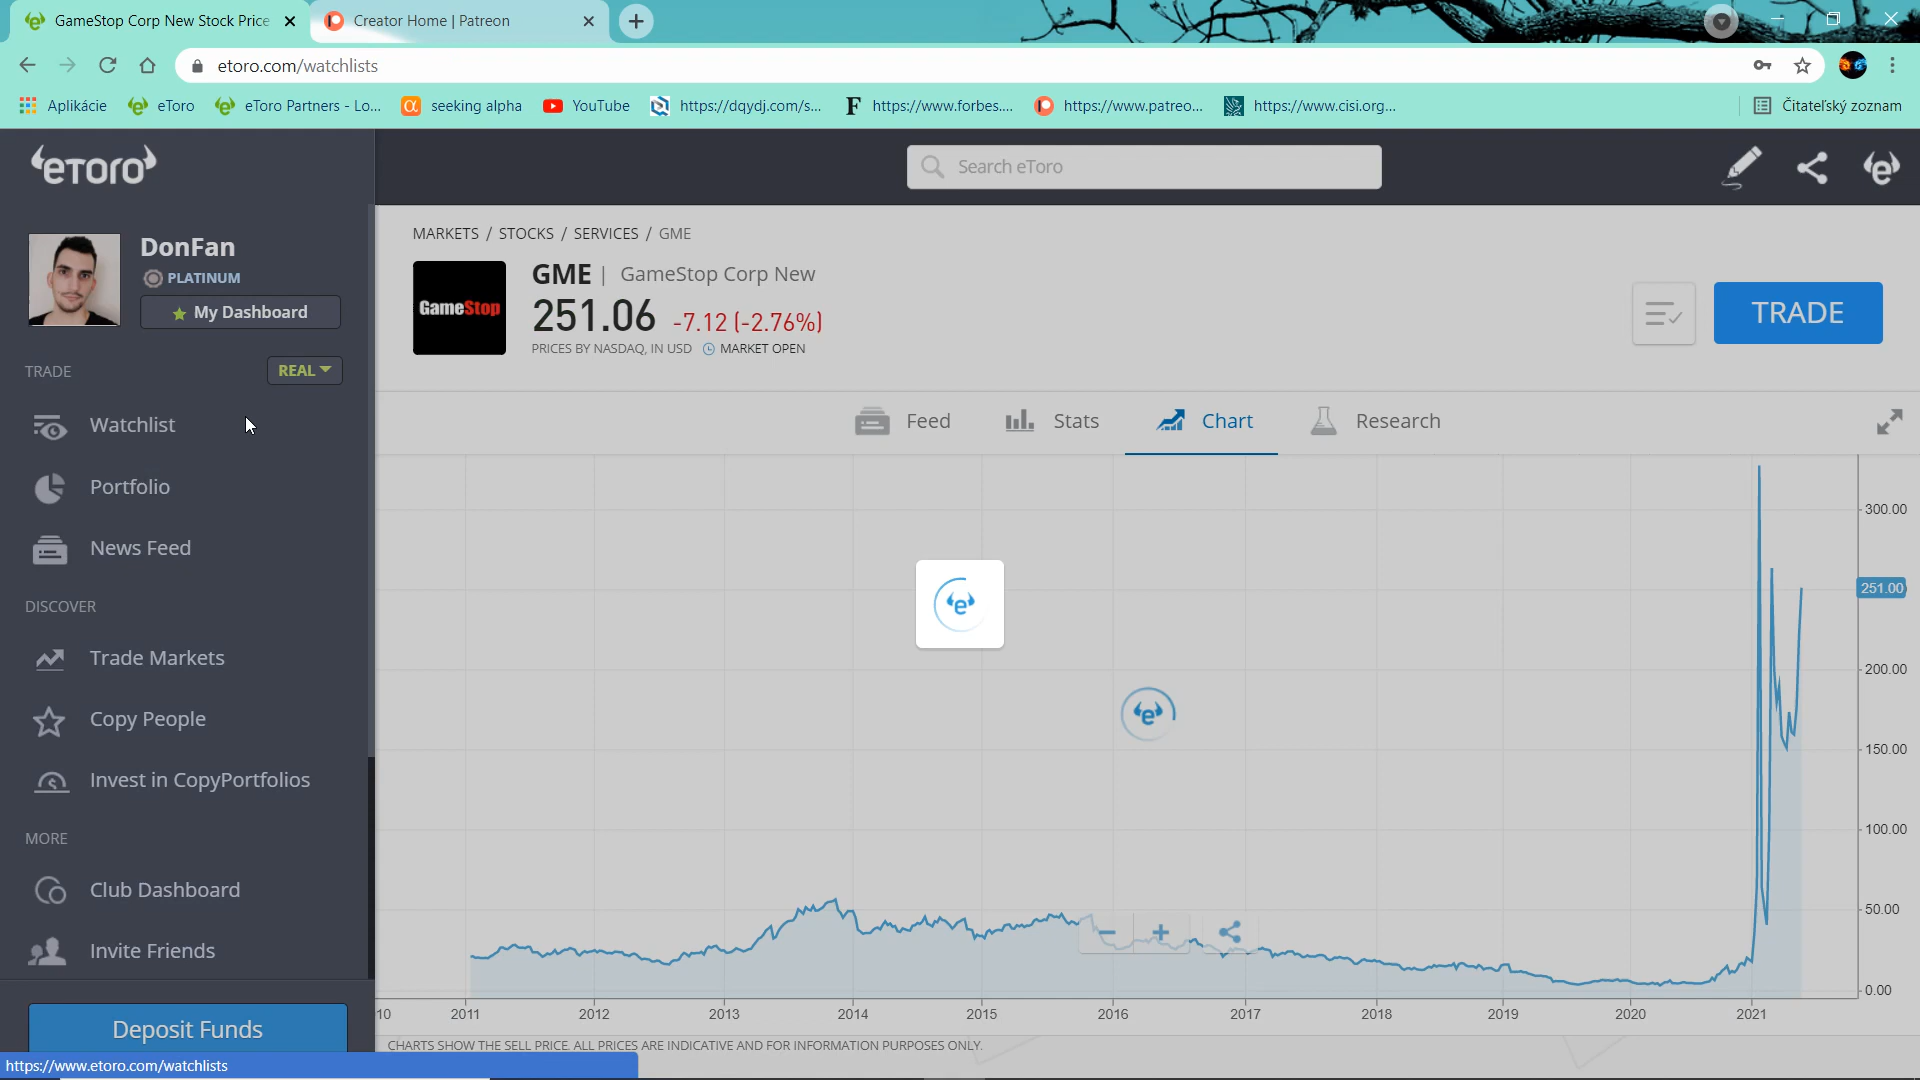 GameStop Corp New Stock Price
Creator Home | Patreon
etoro.com/watchlists
Aplikácie
eToro
eToro Partners - Lo...
seeking alpha
YouTube
https://dqydj.com/s...
https://www.forbes....
https://www.patreo...
https://www.cisi.org...
Čitateľský zoznam
eTORO
Search eToro
DonFan
PLATINUM
My Dashboard
TRADE
REAL
Watchlist
Portfolio
News Feed
DISCOVER
Trade Markets
Copy People
Invest in CopyPortfolios
MORE
Club Dashboard
Invite Friends
Deposit Funds
https://www.etoro.com/watchlists
MARKETS / STOCKS / SERVICES / GME
GameStop
GME | GameStop Corp New
251.06 -7.12 (-2.76%)
PRICES BY NASDAQ, IN USD MARKET OPEN
TRADE
Feed
Stats
Chart
Research
300.00
251.00
200.00
150.00
100.00
50.00
0.00
10 2011 2012 2013 2014 2015 2016 2017 2018 2019 2020 2021
CHARTS SHOW THE SELL PRICE. ALL PRICES ARE INDICATIVE AND FOR INFORMATION PURPOSES ONLY.